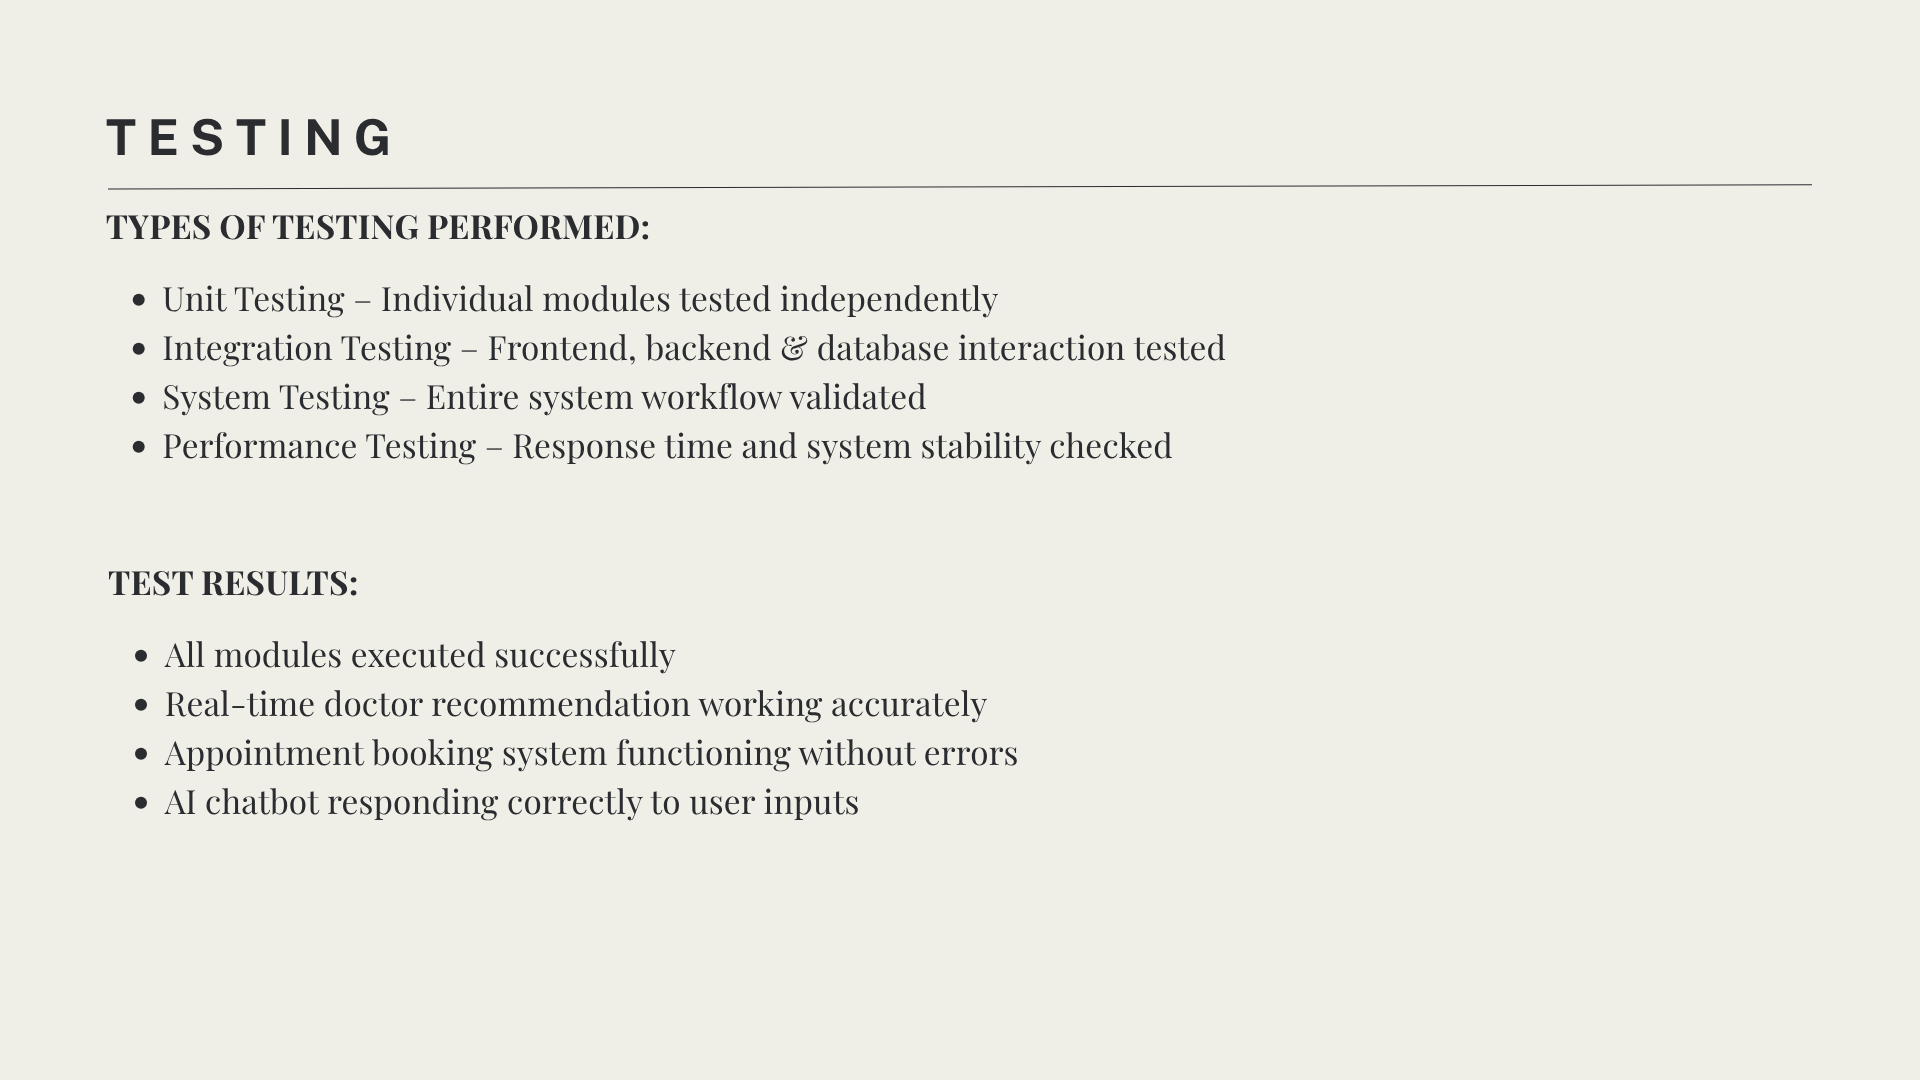 TESTING
TYPES OF TESTING PERFORMED:
• Unit Testing – Individual modules tested independently
• Integration Testing – Frontend, backend & database interaction tested
• System Testing – Entire system workflow validated
• Performance Testing – Response time and system stability checked
TEST RESULTS:
• All modules executed successfully
• Real-time doctor recommendation working accurately
• Appointment booking system functioning without errors
• AI chatbot responding correctly to user inputs